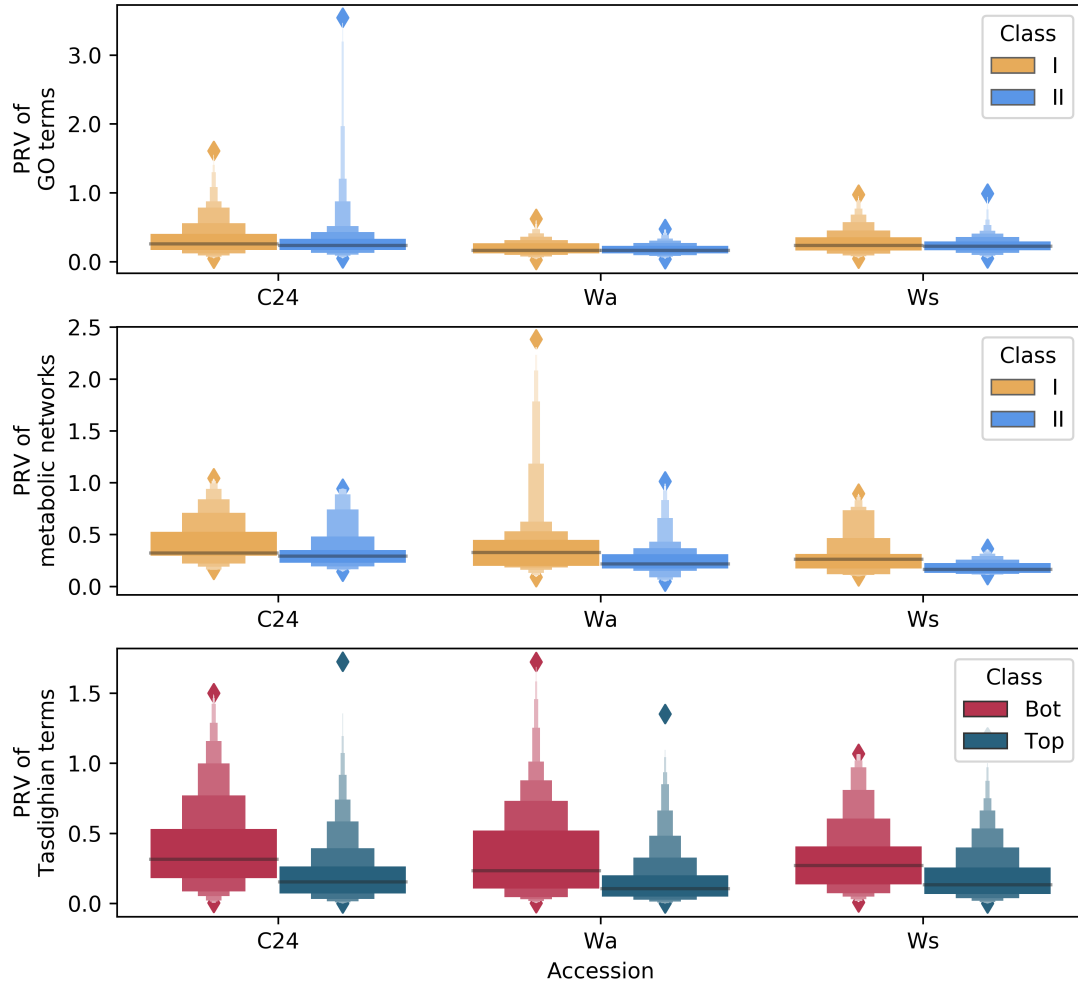 PRV of
GO terms
3.0
2.0
1.0
0.0
Class
I
II
C24
Wa
Ws
PRV of
metabolic networks
2.5
2.0
1.5
1.0
0.5
0.0
Class
I
II
C24
Wa
Ws
PRV of
Tasdighian terms
1.5
1.0
0.5
0.0
Class
Bot
Top
C24
Wa
Ws
Accession